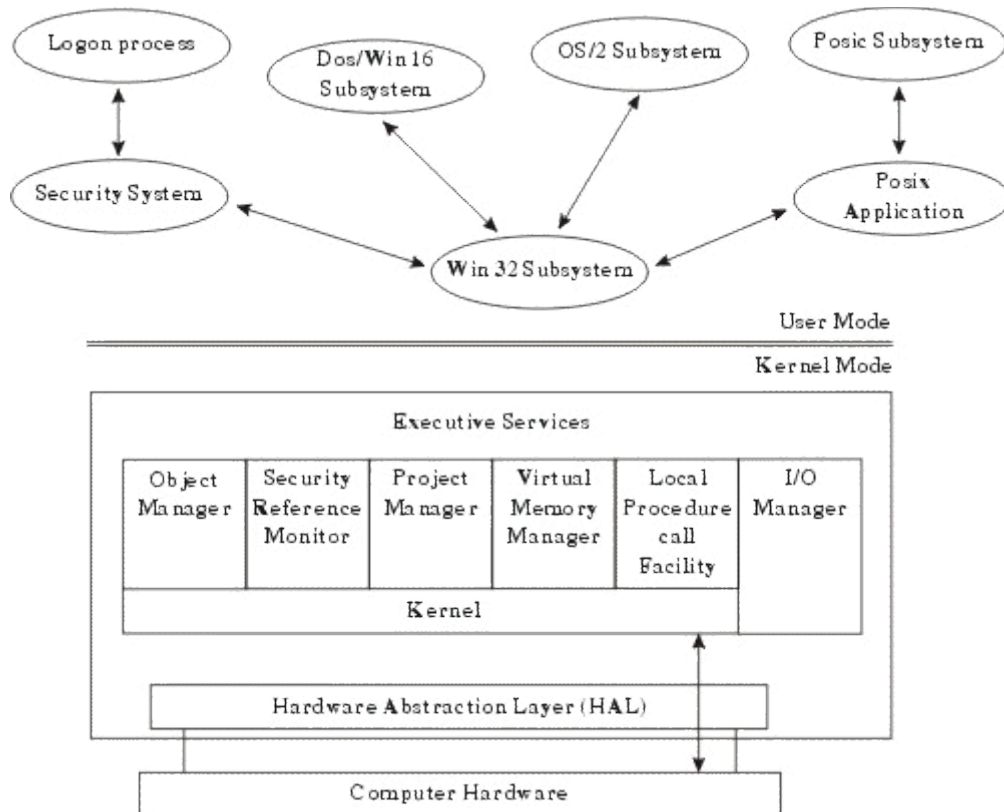 Logon process
Dos/Win 16
Subsystem
OS/2 Subsystem
Posic Subsystem
Security System
Posix
Application
Win 32 Subsystem
User Mode
Kernel Mode
Executive Services
Object
Manager
Security
Reference
Monitor
Project
Manager
Virtual
Memory
Manager
Local
Procedure
call
Facility
I/O
Manager
Kernel
Hardware Abstraction Layer (HAL)
Computer Hardware